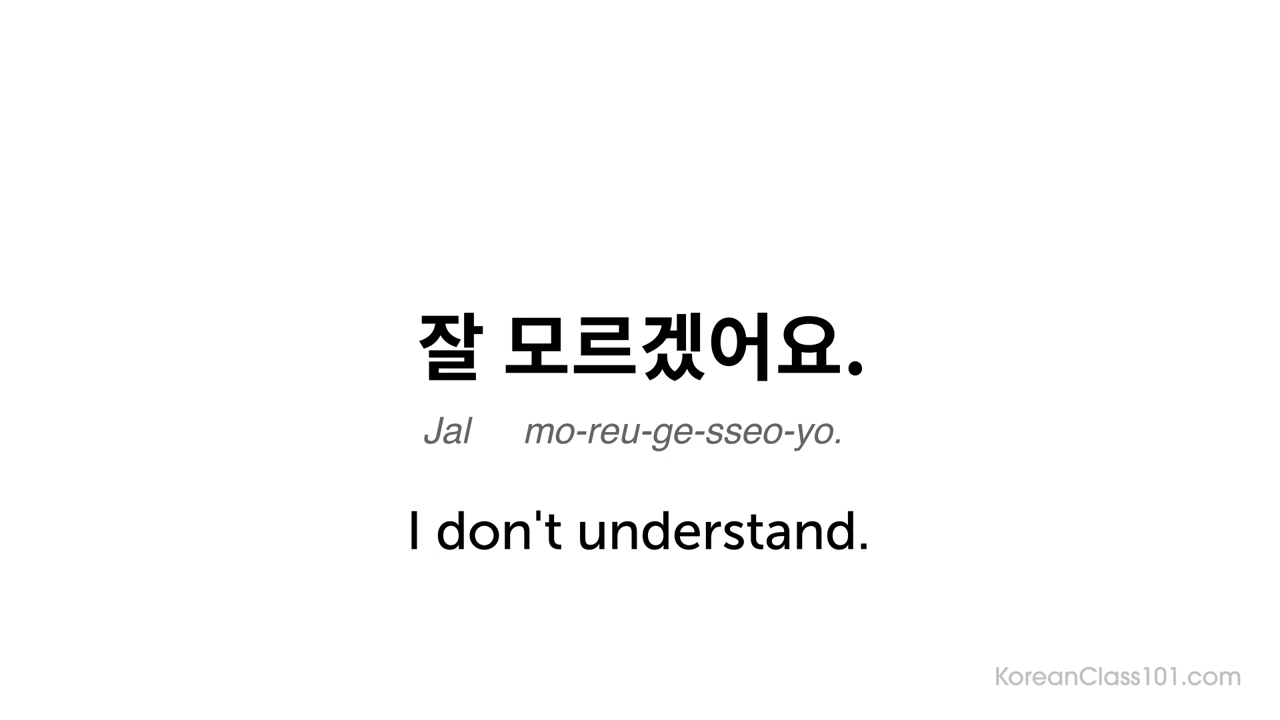 잘 모르겠어요.
Jal mo-reu-ge-sseo-yo.
I don't understand.
KoreanClass101.com